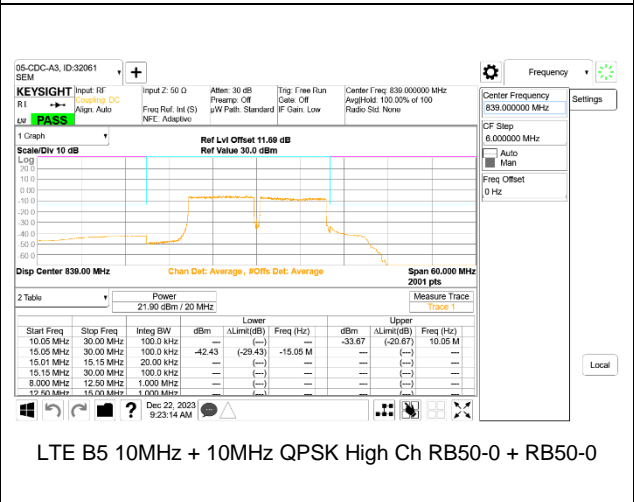 05-CDC-A3, ID:32061
SEM
Frequency
KEYSIGHT Input: RF Input Z: 50 Ω Atten: 30 dB Trig: Free Run Center Freq: 839.000000 MHz
RI Coupling: DC Preamp: Off Gate: Off Avg|Hold: 100.00% of 100
Align: Auto Freq Ref: Int (S) µW Path: Standard IF Gain: Low Radio Std: None
NFE: Adaptive
PASS
Center Frequency
839.000000 MHz
Settings
CF Step
6.000000 MHz
Auto
Man
Freq Offset
0 Hz
Local
1 Graph
Ref Lvl Offset 11.69 dB
Scale/Div 10 dB Ref Value 30.0 dBm
Log
20.0
10.0
0.00
-10.0
-20.0
-30.0
-40.0
-50.0
-60.0
Disp Center 839.00 MHz Chan Det: Average, #Offs Det: Average Span 60.000 MHz
2001 pts
2 Table Power Measure Trace
21.90 dBm / 20 MHz Trace 1
Lower Upper
Start Freq Stop Freq Integ BW dBm ΔLimit(dB) Freq (Hz) dBm ΔLimit(dB) Freq (Hz)
10.05 MHz 30.00 MHz 100.0 kHz --- (---) --- -33.67 (-20.67) 10.05 M
15.05 MHz 30.00 MHz 100.0 kHz -42.43 (-29.43) -15.05 M --- (---) ---
15.01 MHz 15.15 MHz 20.00 kHz --- (---) --- --- (---) ---
15.15 MHz 30.00 MHz 100.0 kHz --- (---) --- --- (---) ---
8.000 MHz 12.50 MHz 1.000 MHz --- (---) --- --- (---) ---
12.50 MHz 15.00 MHz 1.000 MHz --- (---) --- --- (---) ---
Dec 22, 2023
9:23:14 AM
LTE B5 10MHz + 10MHz QPSK High Ch RB50-0 + RB50-0